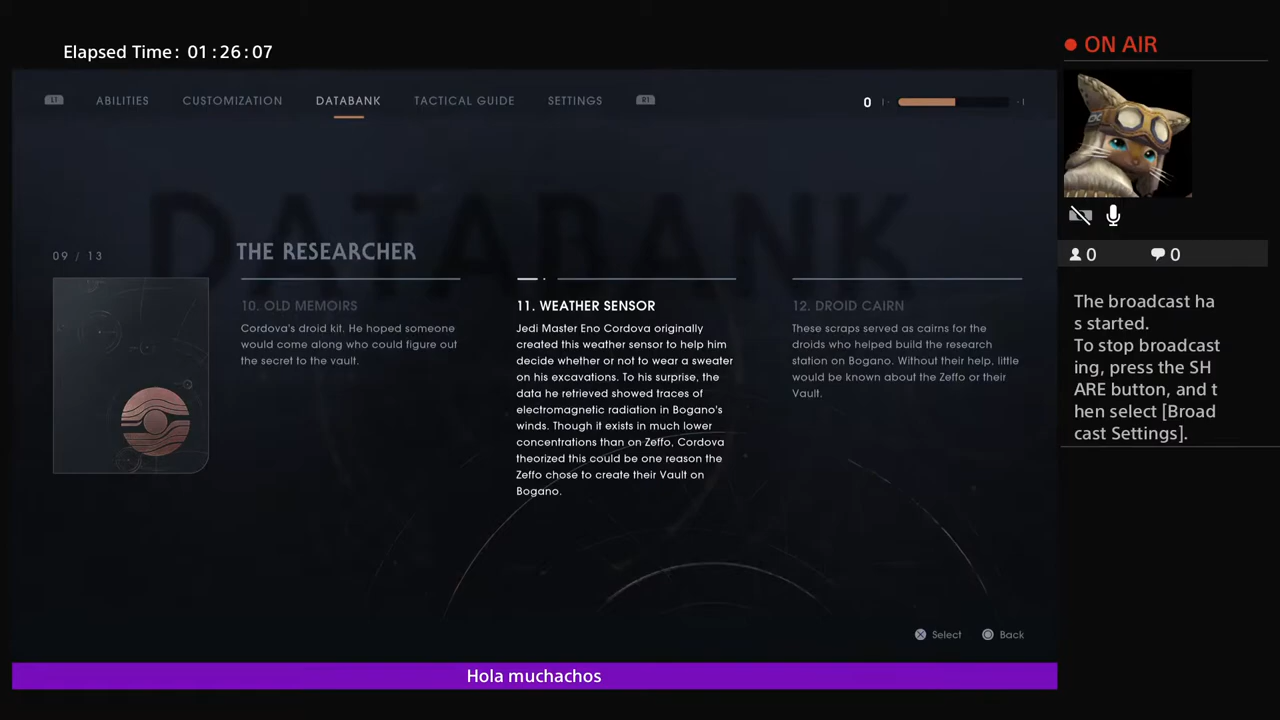 Elapsed Time: 01:26:07
ON AIR
L1
ABILITIES
CUSTOMIZATION
DATABANK
TACTICAL GUIDE
SETTINGS
R1
0
DATABANK
0
0
09 / 13
THE RESEARCHER
10. OLD MEMOIRS
Cordova's droid kit. He hoped someone
would come along who could figure out
the secret to the vault.
11. WEATHER SENSOR
Jedi Master Eno Cordova originally
created this weather sensor to help him
decide whether or not to wear a sweater
on his excavations. To his surprise, the
data he retrieved showed traces of
electromagnetic radiation in Bogano's
winds. Though it exists in much lower
concentrations than on Zeffo, Cordova
theorized this could be one reason the
Zeffo chose to create their Vault on
Bogano.
12. DROID CAIRN
These scraps served as cairns for the
droids who helped build the research
station on Bogano. Without their help, little
would be known about the Zeffo or their
Vault.
The broadcast ha
s started.
To stop broadcast
ing, press the SH
ARE button, and t
hen select [Broad
cast Settings].
Select
Back
Hola muchachos